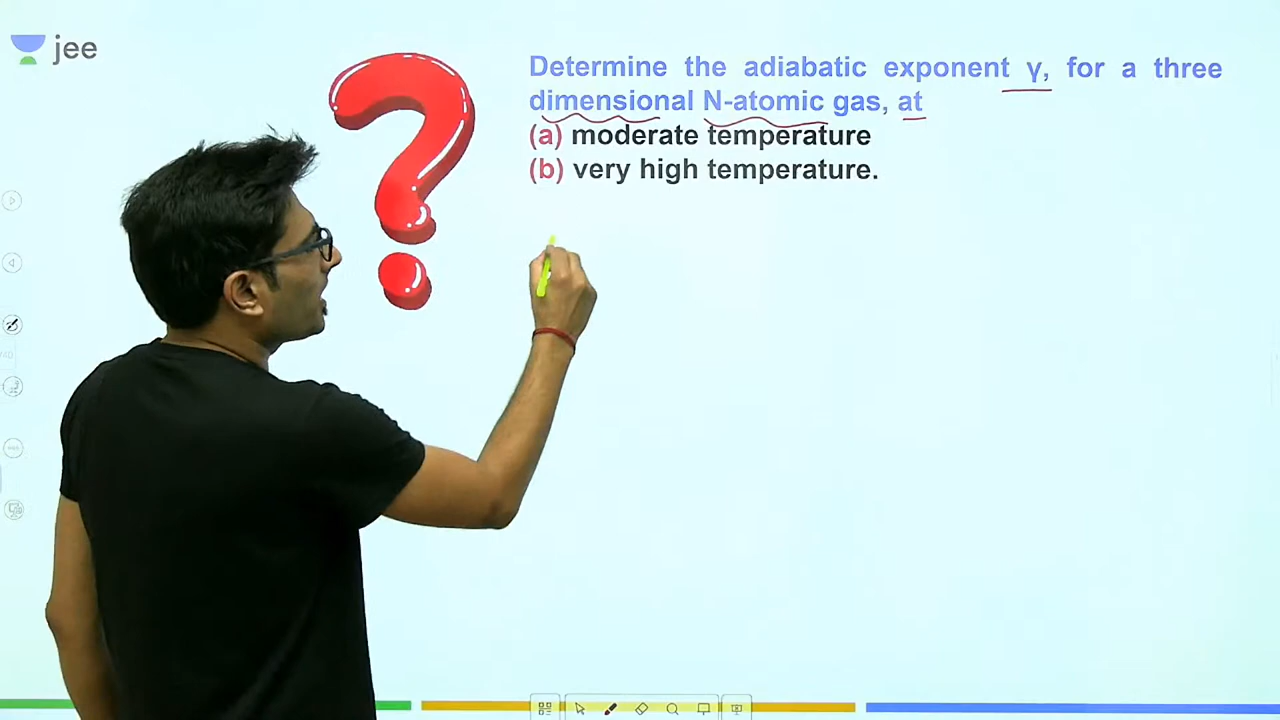 jee
Determine the adiabatic exponent γ, for a three
dimensional N-atomic gas, at
(a) moderate temperature
(b) very high temperature.